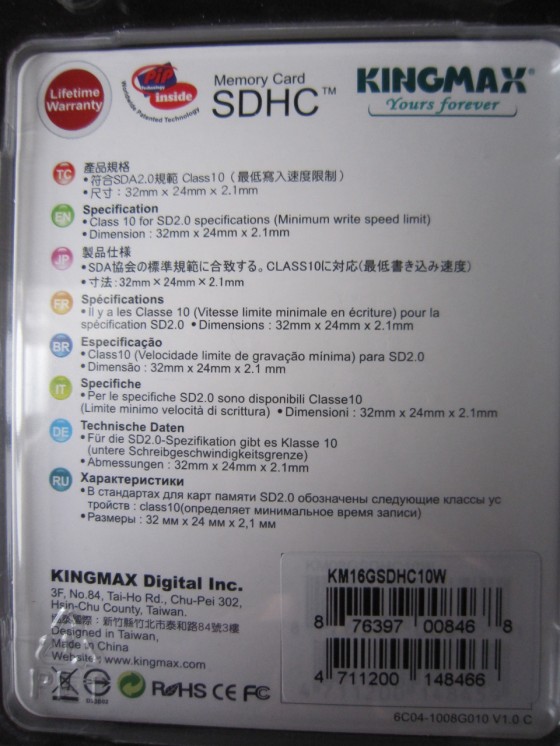 Lifetime
Warranty
PiP
Technology
inside
Worldwide Patented Technology
Memory Card
SDHC™
KINGMAX®
Yours forever
TC 產品規格
•符合SDA2.0規範 Class10（最低寫入速度限制）
•尺寸：32mm x 24mm x 2.1mm
EN Specification
•Class 10 for SD2.0 specifications (Minimum write speed limit)
•Dimension : 32mm x 24mm x 2.1mm
JP 製品仕様
•SDA協会の標準規範に合致する。CLASS10に対応（最低書き込み速度）
•寸法：32mm×24mm×2.1mm
FR Spécifications
•Il y a les Classe 10 (Vitesse limite minimale en écriture) pour la
spécification SD2.0 •Dimensions : 32mm x 24mm x 2.1mm
BR Especificação
•Class10 (Velocidade limite de gravação mínima) para SD2.0
•Dimensão : 32mm x 24mm x 2.1 mm
IT Specifiche
•Per le specifiche SD2.0 sono disponibili Classe10
(Limite minimo velocità di scrittura) •Dimensioni : 32mm x 24mm x 2.1mm
DE Technische Daten
•Für die SD2.0-Spezifikation gibt es Klasse 10
(untere Schreibgeschwindigkeitsgrenze)
•Abmessungen : 32mm x 24mm x 2.1mm
RU Характеристики
•В стандартах для карт памяти SD2.0 обозначены следующие классы ус
тройств : class10(определяет минимальное время записи)
•Размеры : 32 мм x 24 мм x 2,1 мм
KINGMAX Digital Inc.
3F, No.84, Tai-Ho Rd., Chu-Pei 302,
Hsin-Chu County, Taiwan.
新竹縣竹北市泰和路84號3樓
Designed in Taiwan,
Made in China
Website : www.kingmax.com
RoHS CE FC
KM16GSDHC10W
8 76397 00846 8
4 711200 148466
6C04-1008G010 V1.0 C